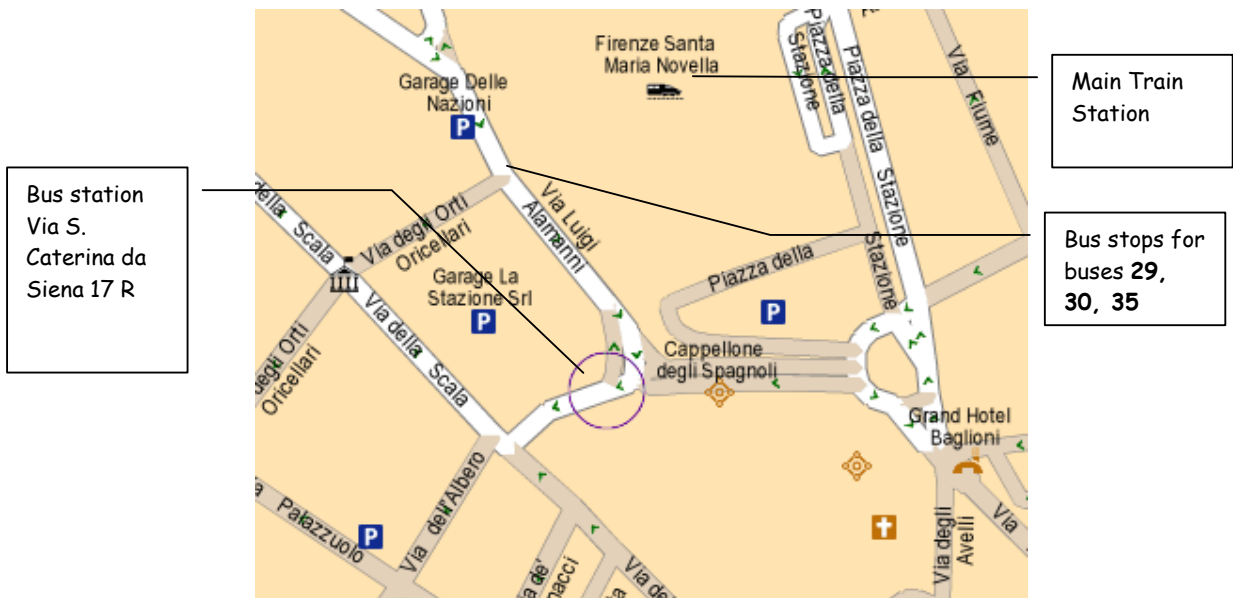 Bus station
Via S.
Caterina da
Siena 17 R
Firenze Santa
Maria Novella
Garage Delle
Nazioni
P
Piazza della
Stazione
Piazza della Stazione
Via Fiume
Main Train
Station
Bus stops for
buses 29,
30, 35
della Scala
Via degli Orti
Oricellari
Via Luigi
Alamanni
Garage La
Stazione Srl
P
Piazza della
Stazione
P
Via della Scala
degli Orti
Oricellari
Cappellone
degli Spagnoli
Grand Hotel
Baglioni
Via dell'Albero
Palazzuolo
P
Via degli
Avelli
Via
Via de'